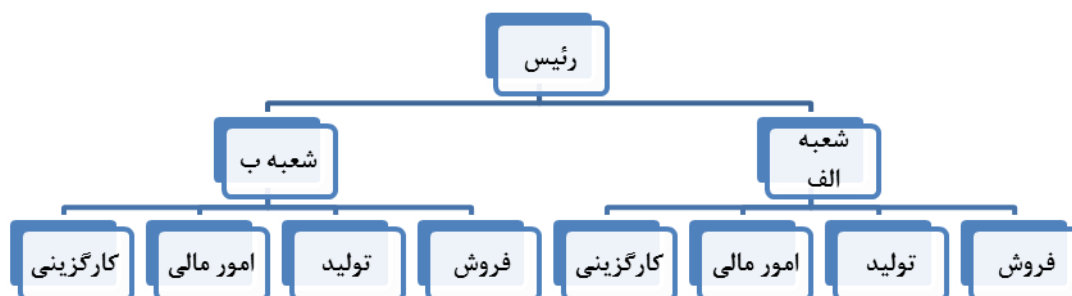 رئیس
شعبه
الف
شعبه ب
فروش
تولید
امور مالی
کارگزینی
فروش
تولید
امور مالی
کارگزینی